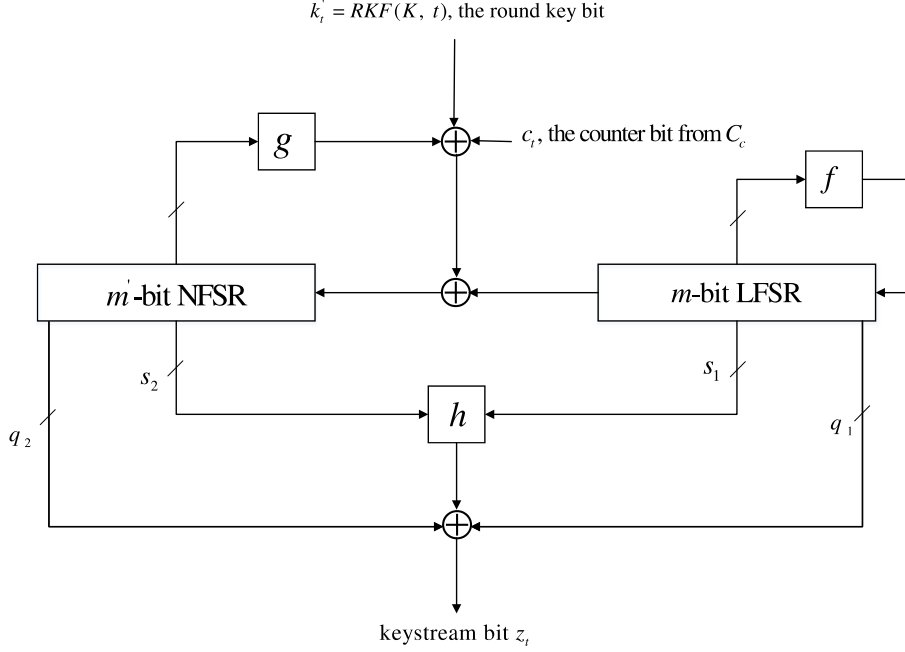 k'_t = RKF(K, t), the round key bit
g
c_t, the counter bit from C_c
f
m'-bit NFSR
m-bit LFSR
s_2
s_1
h
q_2
q_1
keystream bit z_t